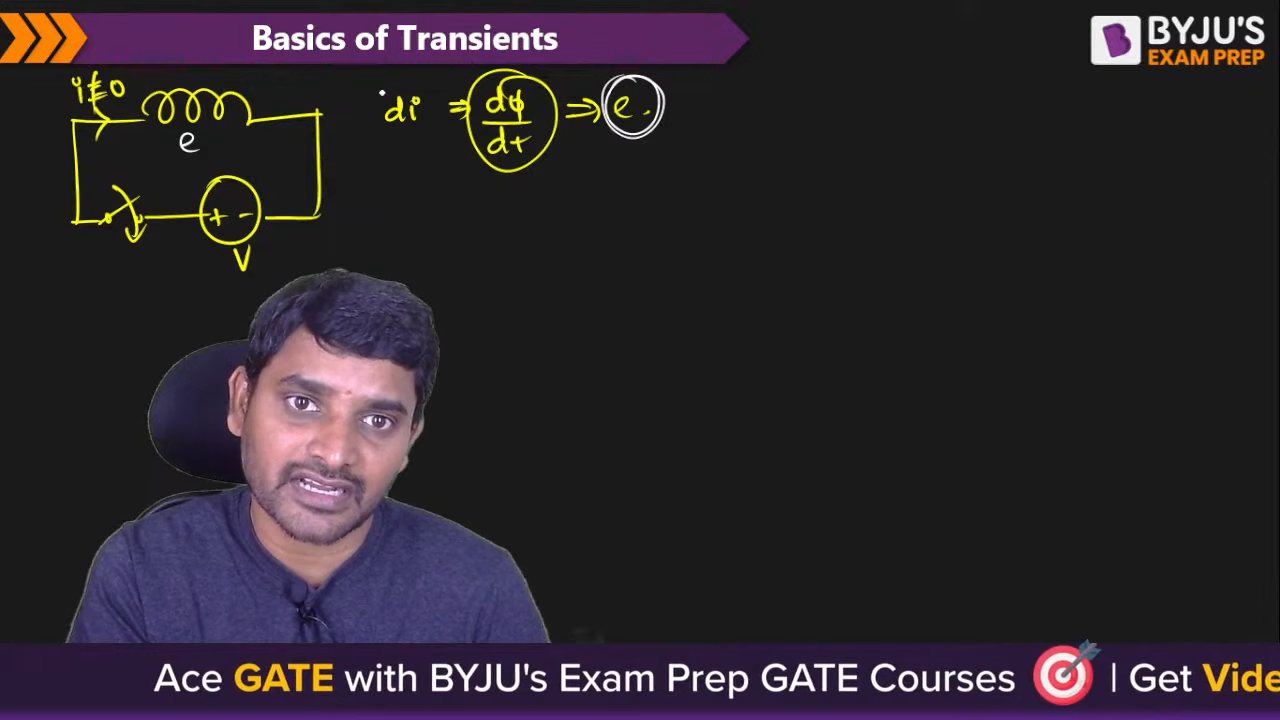 Basics of Transients
BYJU'S
EXAM PREP
i≠0
e
+ -
V
di ⇒ dψ/dt ⇒ e.
Ace GATE with BYJU's Exam Prep GATE Courses | Get Vide